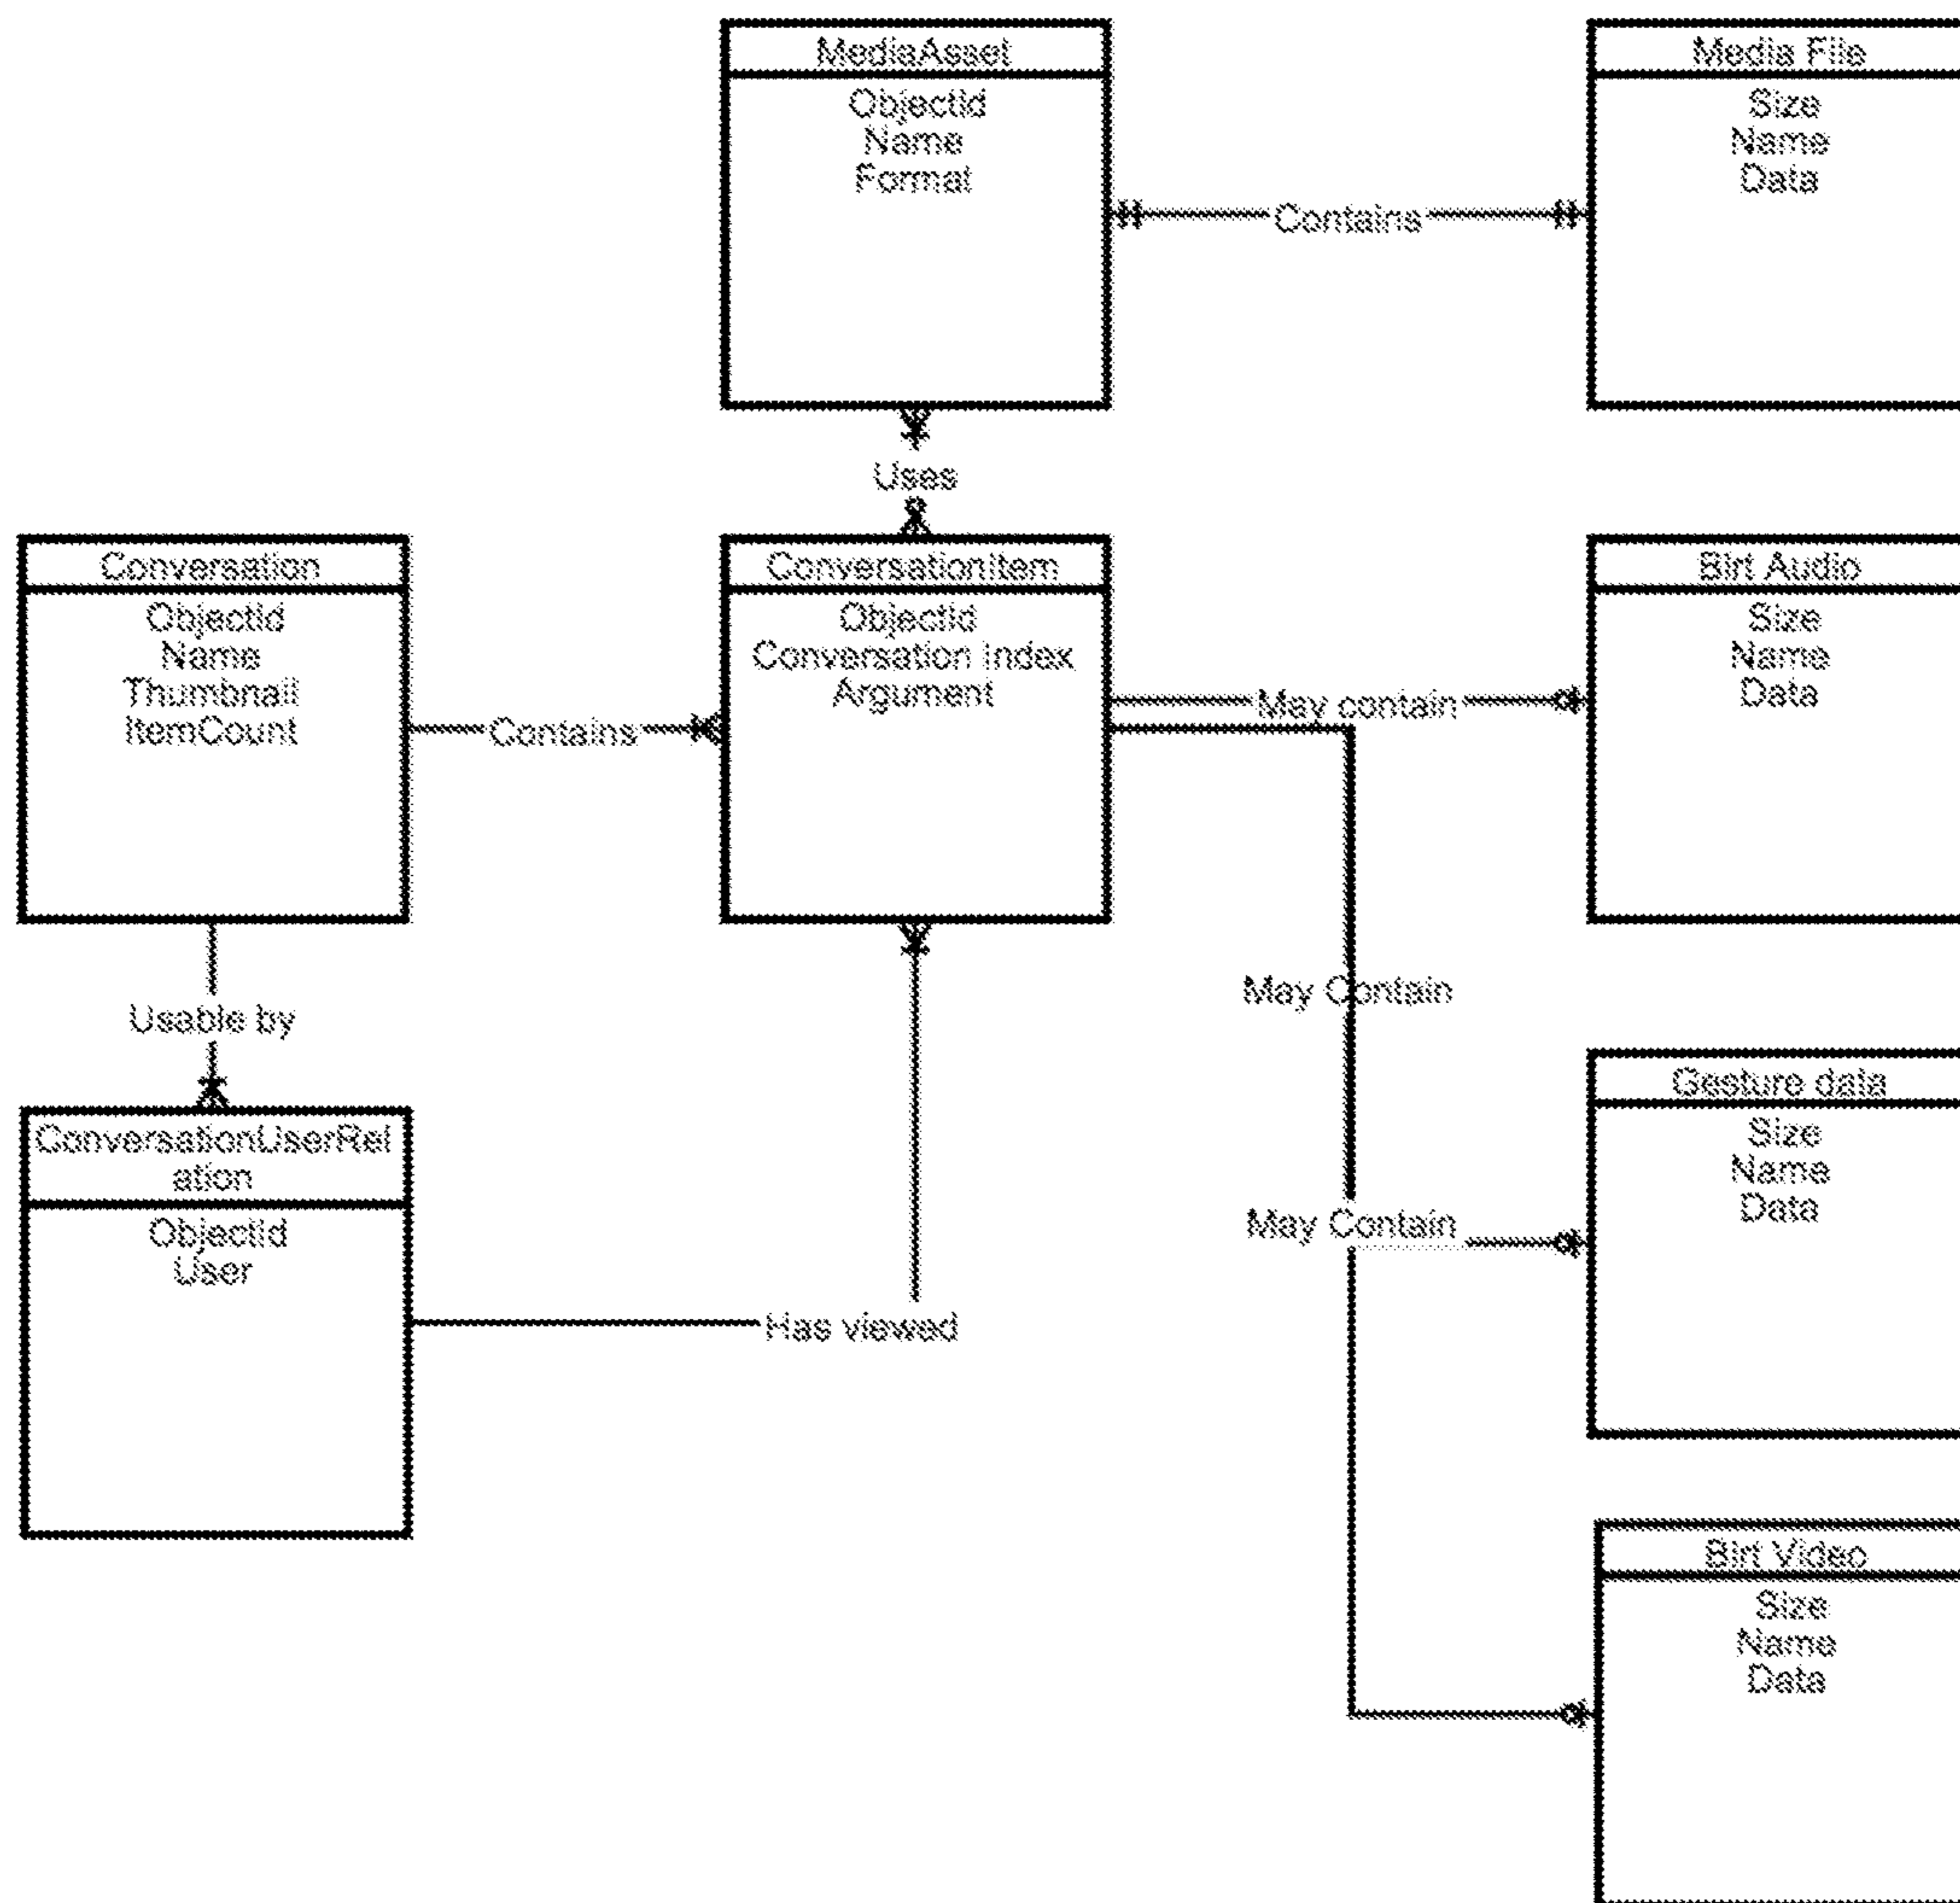 MediaAsset
ObjectId
Name
Format
Contains
Media File
Size
Name
Data
Uses
Conversation
ObjectId
Name
Thumbnail
ItemCount
Contains
ConversationItem
ObjectId
Conversation Index
Argument
May contain
Birt Audio
Size
Name
Data
May Contain
Usable by
ConversationUserRel
ation
ObjectId
User
Has viewed
May Contain
Gesture data
Size
Name
Data
Birt Video
Size
Name
Data